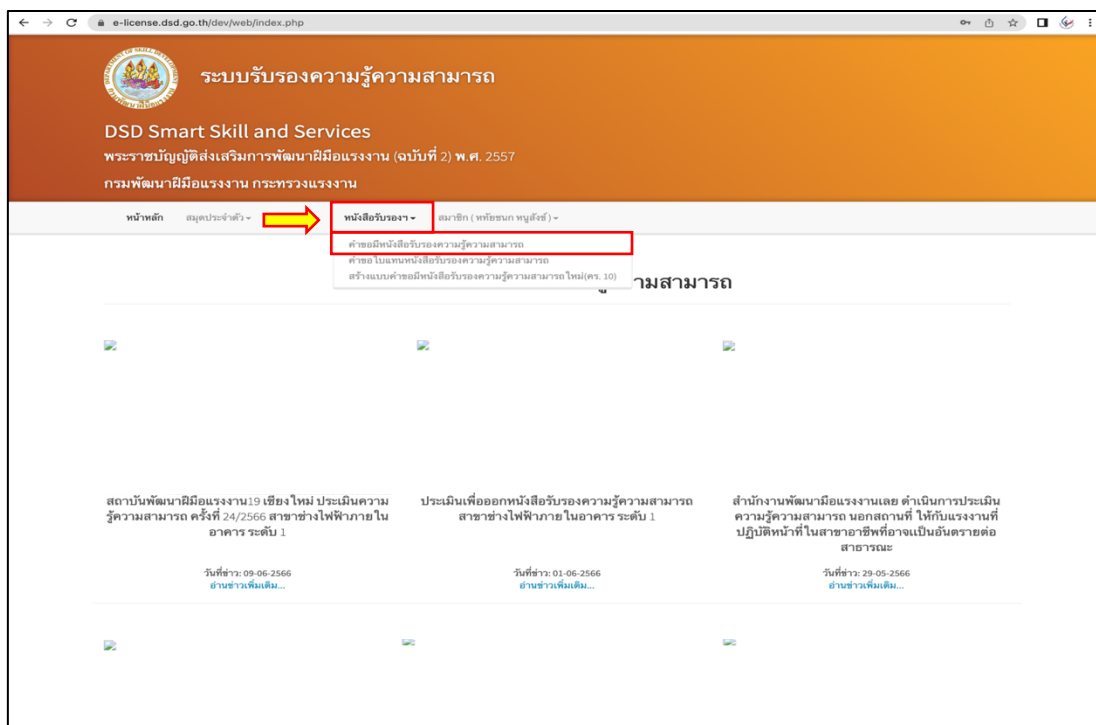 e-license.dsd.go.th/dev/web/index.php
ระบบรับรองความรู้ความสามารถ
DSD Smart Skill and Services
พระราชบัญญัติส่งเสริมการพัฒนาฝีมือแรงงาน (ฉบับที่ 2) พ.ศ. 2557
กรมพัฒนาฝีมือแรงงาน กระทรวงแรงงาน
หน้าหลัก สมุดประจำตัว หนังสือรับรองฯ สมาชิก ( หทัยชนก หนูสังข์ )
คำขอมีหนังสือรับรองความรู้ความสามารถ
คำขอใบแทนหนังสือรับรองความรู้ความสามารถ
สร้างแบบคำขอมีหนังสือรับรองความรู้ความสามารถใหม่(คร. 10)
ามสามารถ
สถาบันพัฒนาฝีมือแรงงาน19 เชียงใหม่ ประเมินความ
รู้ความสามารถ ครั้งที่ 24/2566 สาขาช่างไฟฟ้าภายใน
อาคาร ระดับ 1
วันที่ข่าว: 09-06-2566
อ่านข่าวเพิ่มเติม...
ประเมินเพื่อออกหนังสือรับรองความรู้ความสามารถ
สาขาช่างไฟฟ้าภายในอาคาร ระดับ 1
วันที่ข่าว: 01-06-2566
อ่านข่าวเพิ่มเติม...
สำนักงานพัฒนามือแรงงานเลย ดำเนินการประเมิน
ความรู้ความสามารถ นอกสถานที่ ให้กับแรงงานที่
ปฏิบัติหน้าที่ในสาขาอาชีพที่อาจเป็นอันตรายต่อ
สาธารณะ
วันที่ข่าว: 29-05-2566
อ่านข่าวเพิ่มเติม...